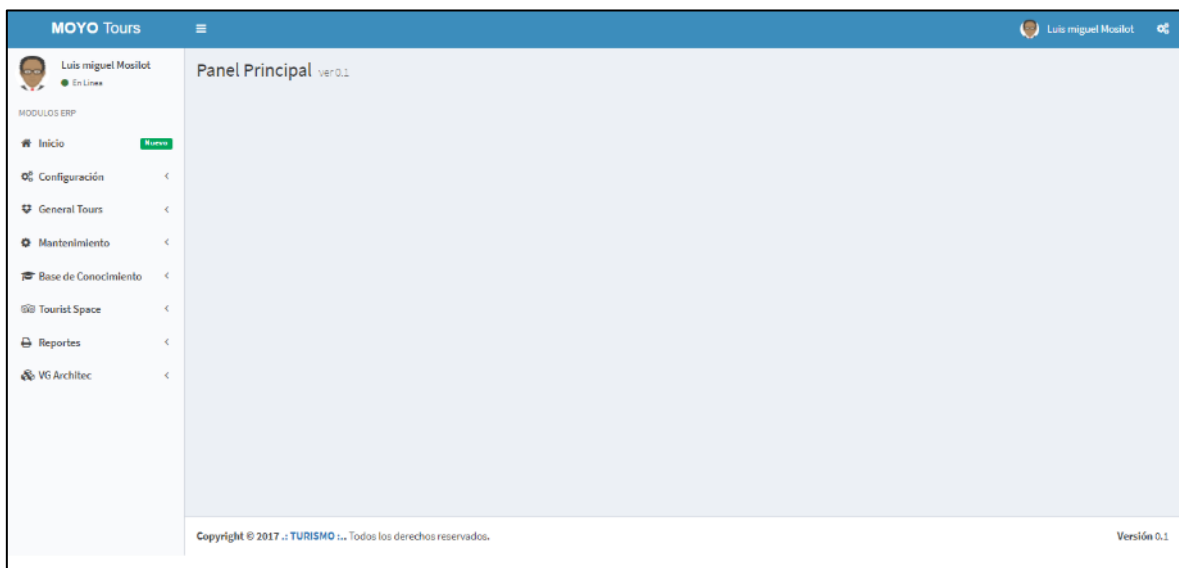 MOYO Tours
Luis miguel Mosilot
Luis miguel Mosilot
En Linea
MODULOS ERP
Inicio Nuevo
Configuración
General Tours
Mantenimiento
Base de Conocimiento
Tourist Space
Reportes
VG Architec
Panel Principal ver 0.1
Copyright © 2017 .: TURISMO :.. Todos los derechos reservados.
Versión 0.1